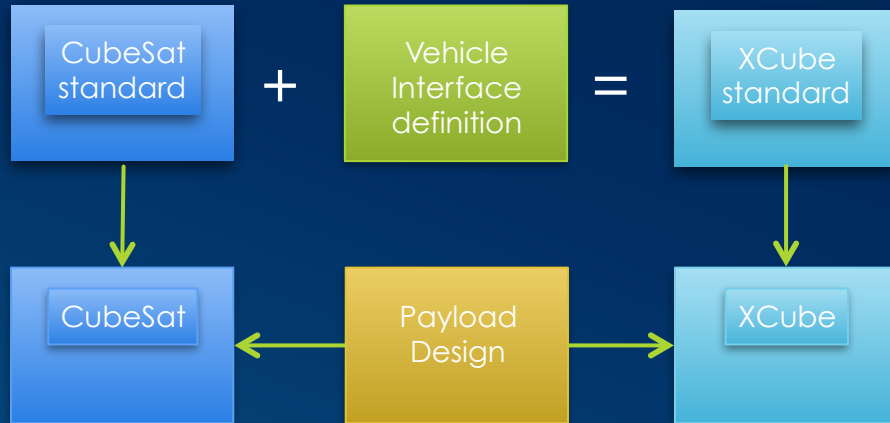 CubeSat
standard
+
Vehicle
Interface
definition
=
XCube
standard
CubeSat
Payload
Design
XCube